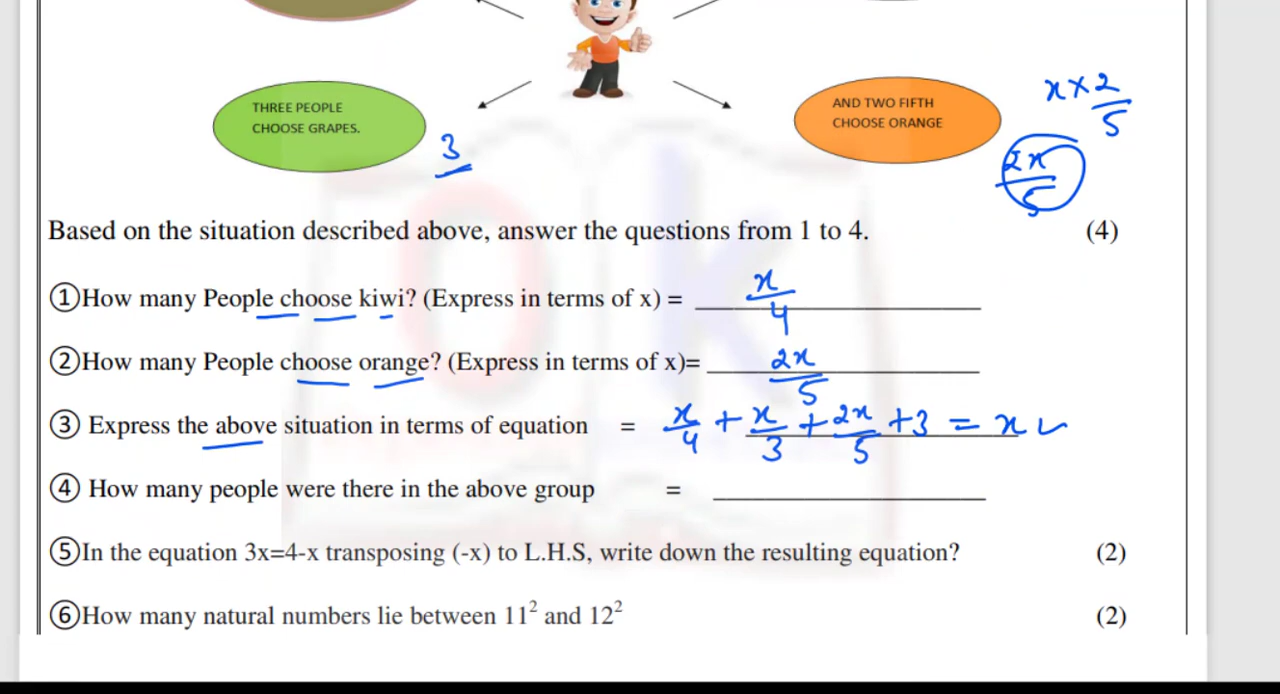 THREE PEOPLE
CHOOSE GRAPES.
3
AND TWO FIFTH
CHOOSE ORANGE
x×2/5
2x/5
Based on the situation described above, answer the questions from 1 to 4. (4)
①How many People choose kiwi? (Express in terms of x) = x/4
②How many People choose orange? (Express in terms of x)= 2x/5
③ Express the above situation in terms of equation = x/4 + x/3 + 2x/5 + 3 = x ✓
④ How many people were there in the above group = ____________________
⑤In the equation 3x=4-x transposing (-x) to L.H.S, write down the resulting equation? (2)
⑥How many natural numbers lie between 11² and 12² (2)